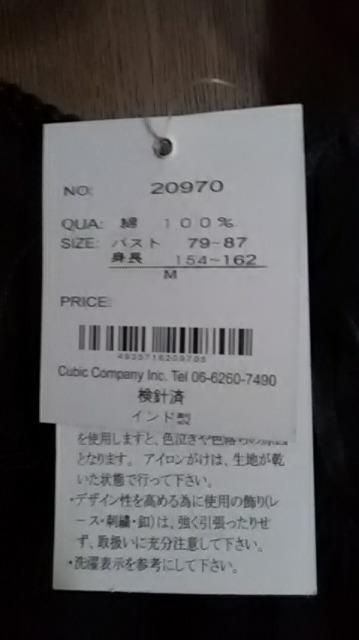 NO: 20970
QUA: 綿 100%
SIZE: バスト 79-87
身長 154-162
M
PRICE:
4935716209705
Cubic Company Inc. Tel 06-6260-7490
検針済
インド製
を使用しますと、色泣きや色落ちの原因
となります。アイロンがけは、生地が乾
いた状態で行って下さい。
・デザイン性を高める為に使用の飾り(レ
ース・刺繍・釦)は、強く引張ったりせ
ず、取扱いに充分注意して下さい。
・洗濯表示を参考にして下さい。